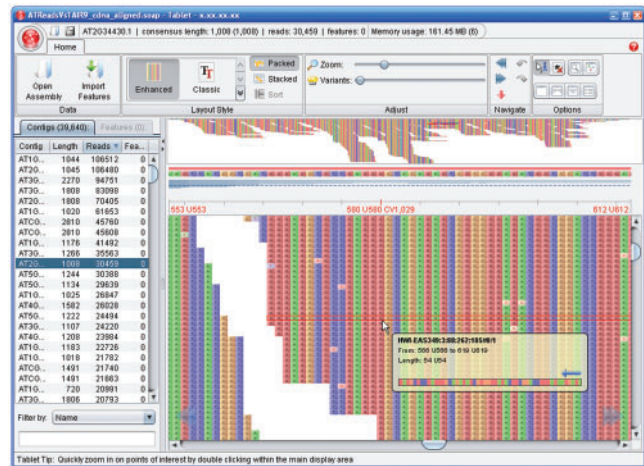 ATReadsVsTAIR9_cdna_aligned.soap - Tablet - x.xx.xx.xx
AT2G34430.1 | consensus length: 1,008 (1,008) | reads: 30,459 | features: 0 | Memory usage: 161.45 MB (6)
Home
Open Assembly
Import Features
Enhanced
Classic
Packed
Stacked
Sort
Zoom:
Variants:
Data
Layout Style
Adjust
Navigate
Options
Contigs (39,640)
Features (0)
Contig Length Reads Fea...
AT1G... 1044 106512 0
AT2G... 1045 106480 0
AT3G... 2270 94751 0
AT3G... 1808 83098 0
AT2G... 1808 70405 0
AT1G... 1020 61653 0
ATCG... 2810 45760 0
ATCG... 2810 45608 0
AT1G... 1176 41492 0
AT3G... 1266 35563 0
AT2G... 1008 30459 0
AT5G... 1244 30388 0
AT5G... 1134 29639 0
AT1G... 1025 26847 0
AT4G... 1582 26028 0
AT5G... 1222 24494 0
AT3G... 1107 24220 0
AT4G... 1208 23984 0
AT1G... 1183 22726 0
AT1G... 1018 21782 0
ATCG... 1491 21740 0
ATCG... 1491 21663 0
AT1G... 720 20991 0
AT3G... 1806 20793 0
553 U553
580 U580 CV1,029
612 U612
From: 566 U566 to 619 U619
Length: 54 U54
Filter by: Name
Tablet Tip: Quickly zoom in on points of interest by double clicking within the main display area